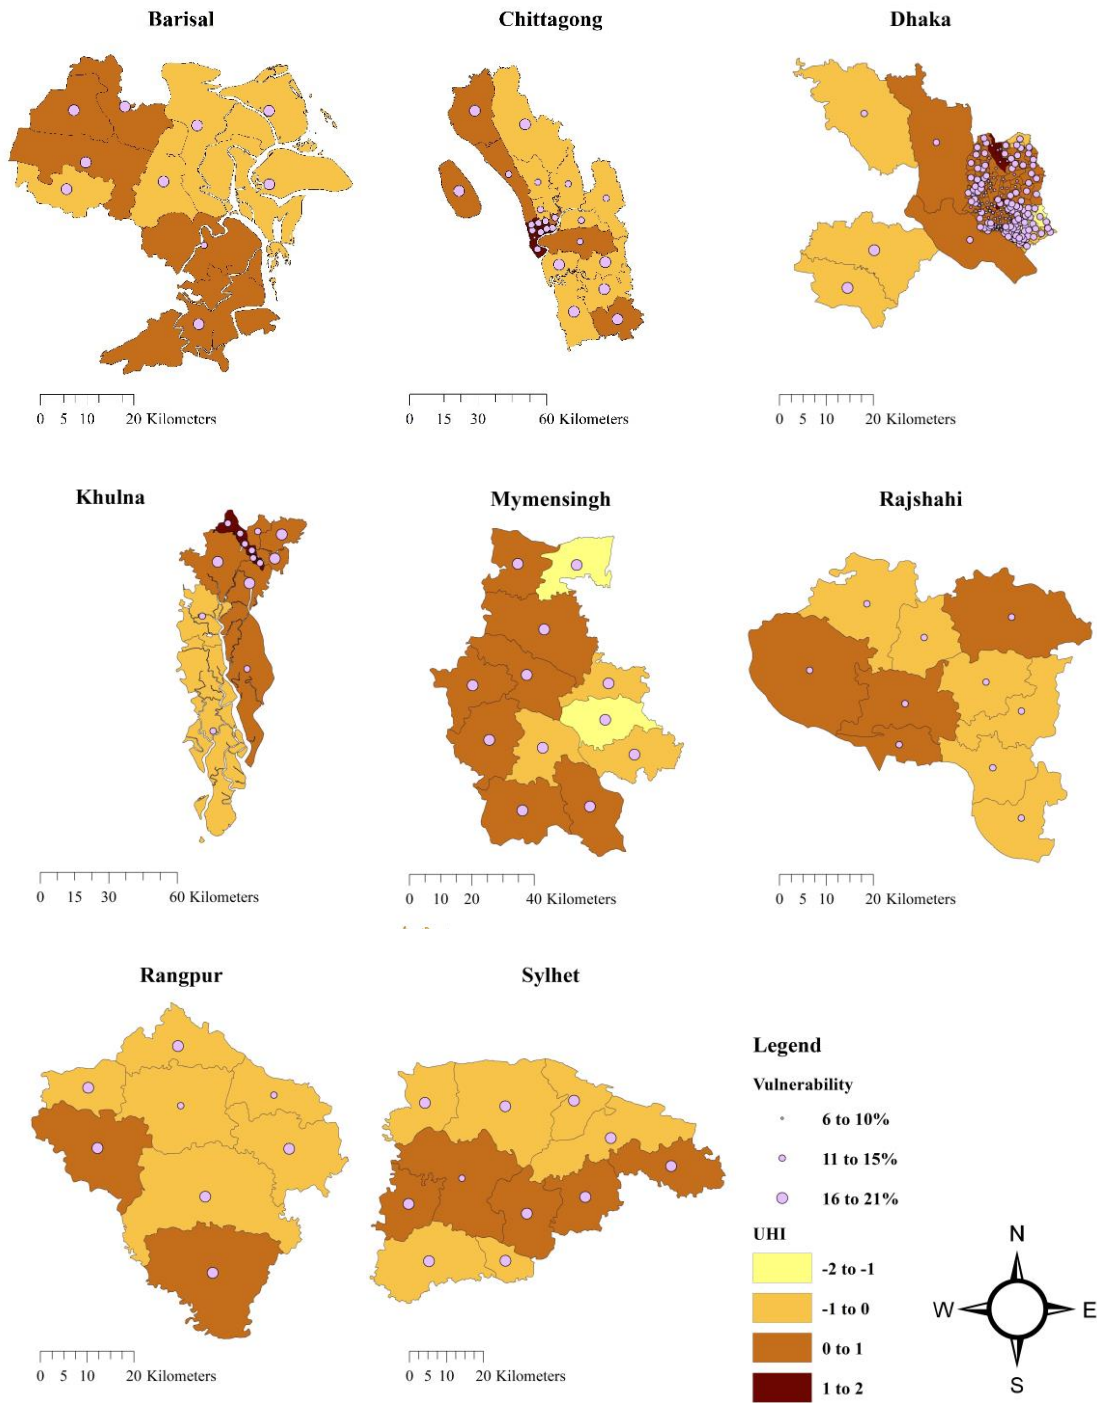 Barisal
Chittagong
Dhaka
0 5 10 20 Kilometers
0 15 30 60 Kilometers
0 5 10 20 Kilometers
Khulna
Mymensingh
Rajshahi
0 15 30 60 Kilometers
0 10 20 40 Kilometers
0 5 10 20 Kilometers
Rangpur
Sylhet
0 5 10 20 Kilometers
0 5 10 20 Kilometers
Legend
Vulnerability
6 to 10%
11 to 15%
16 to 21%
UHI
-2 to -1
-1 to 0
0 to 1
1 to 2
N
W E
S